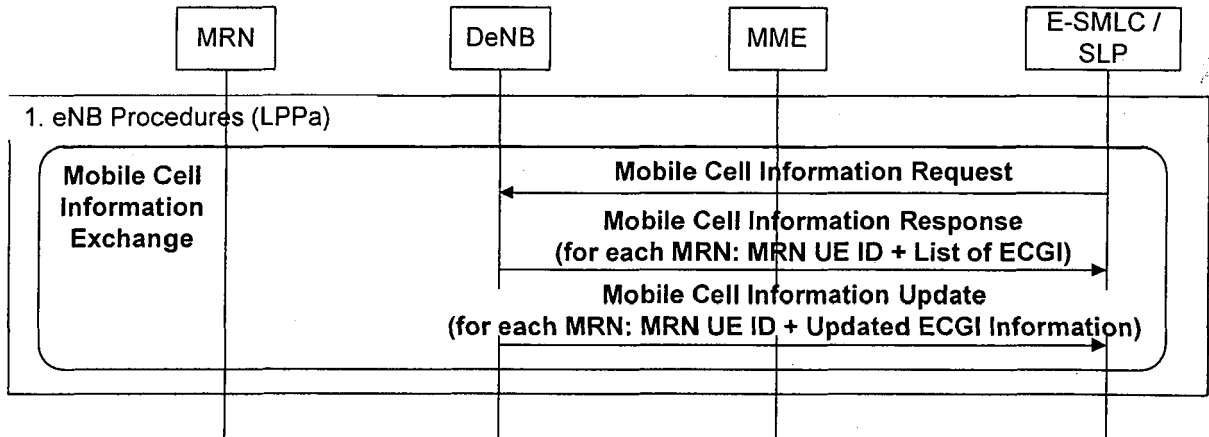 MRN
DeNB
MME
E-SMLC /
SLP
1. eNB Procedures (LPPa)
Mobile Cell
Information
Exchange
Mobile Cell Information Request
Mobile Cell Information Response
(for each MRN: MRN UE ID + List of ECGI)
Mobile Cell Information Update
(for each MRN: MRN UE ID + Updated ECGI Information)